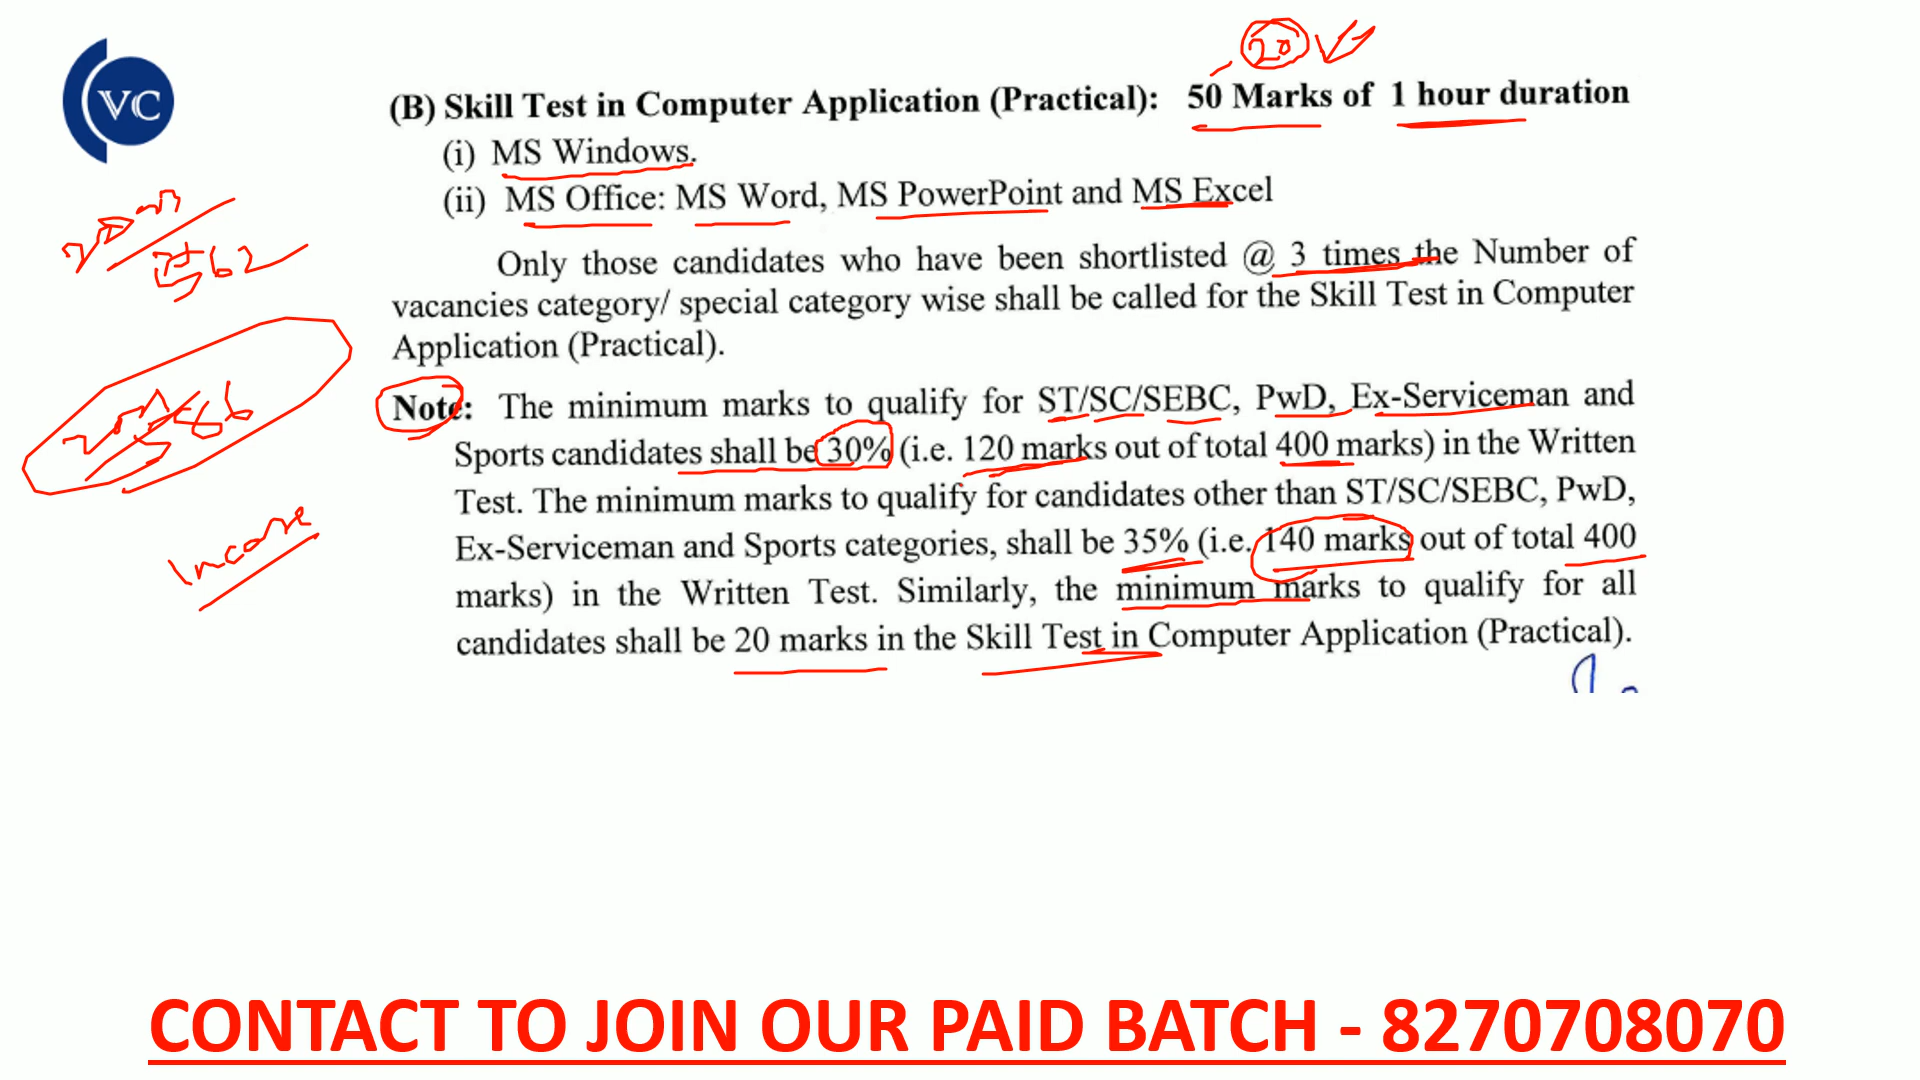 20
VC
(B) Skill Test in Computer Application (Practical): 50 Marks of 1 hour duration
(i) MS Windows.
(ii) MS Office: MS Word, MS PowerPoint and MS Excel
Only those candidates who have been shortlisted @ 3 times the Number of
vacancies category/ special category wise shall be called for the Skill Test in Computer
Application (Practical).
Note: The minimum marks to qualify for ST/SC/SEBC, PwD, Ex-Serviceman and
Sports candidates shall be 30% (i.e. 120 marks out of total 400 marks) in the Written
Test. The minimum marks to qualify for candidates other than ST/SC/SEBC, PwD,
Ex-Serviceman and Sports categories, shall be 35% (i.e. 140 marks out of total 400
marks) in the Written Test. Similarly, the minimum marks to qualify for all
candidates shall be 20 marks in the Skill Test in Computer Application (Practical).
CONTACT TO JOIN OUR PAID BATCH - 8270708070